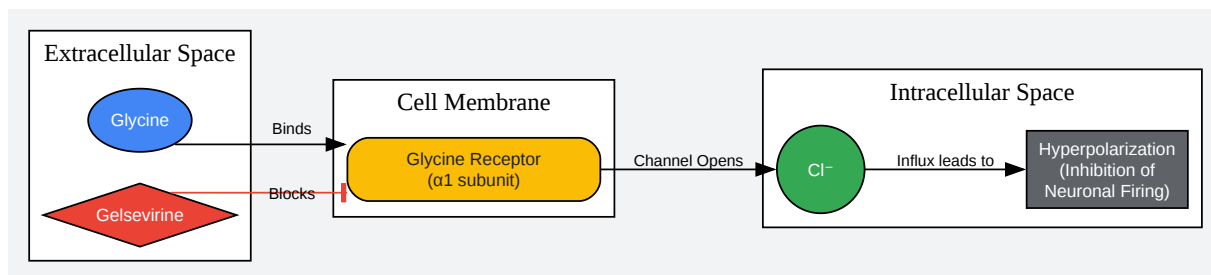 Extracellular Space
Glycine
Gelsevirine
Binds
Blocks
Cell Membrane
Glycine Receptor
(α1 subunit)
Channel Opens
Intracellular Space
Cl⁻
Influx leads to
Hyperpolarization
(Inhibition of
Neuronal Firing)